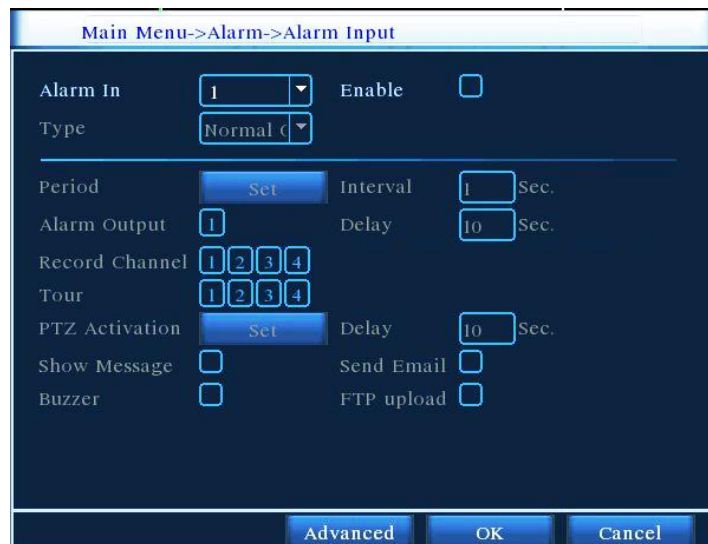 Main Menu->Alarm->Alarm Input
Alarm In 1 Enable
Type Normal
Period Set Interval 1 Sec.
Alarm Output 1 Delay 10 Sec.
Record Channel 1 2 3 4
Tour 1 2 3 4
PTZ Activation Set Delay 10 Sec.
Show Message Send Email
Buzzer FTP upload
Advanced OK Cancel